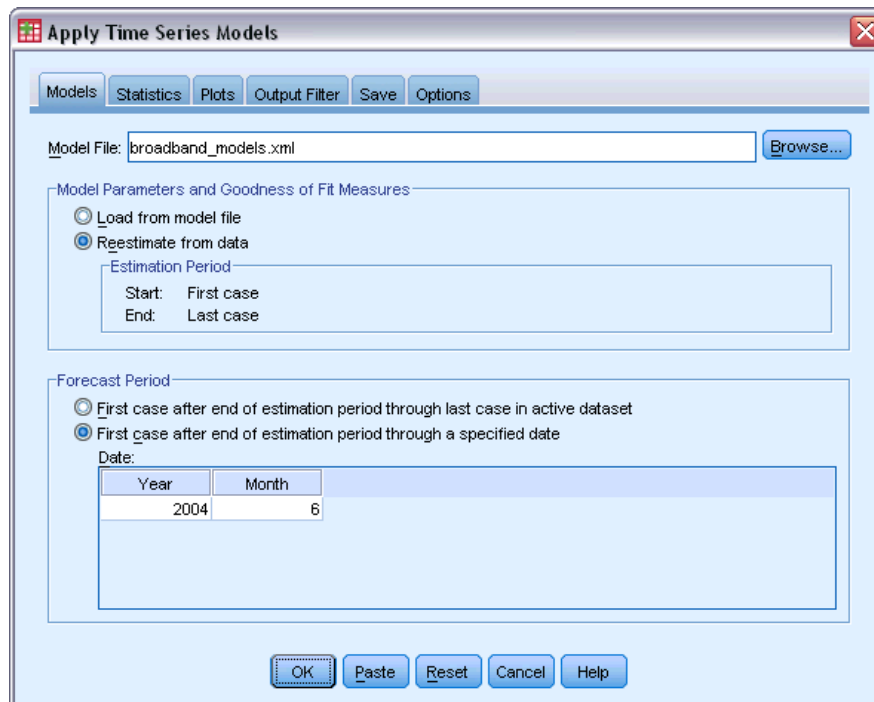 Apply Time Series Models
Models Statistics Plots Output Filter Save Options
Model File: broadband_models.xml Browse...
Model Parameters and Goodness of Fit Measures
Load from model file
Reestimate from data
Estimation Period
Start: First case
End: Last case
Forecast Period
First case after end of estimation period through last case in active dataset
First case after end of estimation period through a specified date
Date:
Year Month
2004 6
OK Paste Reset Cancel Help